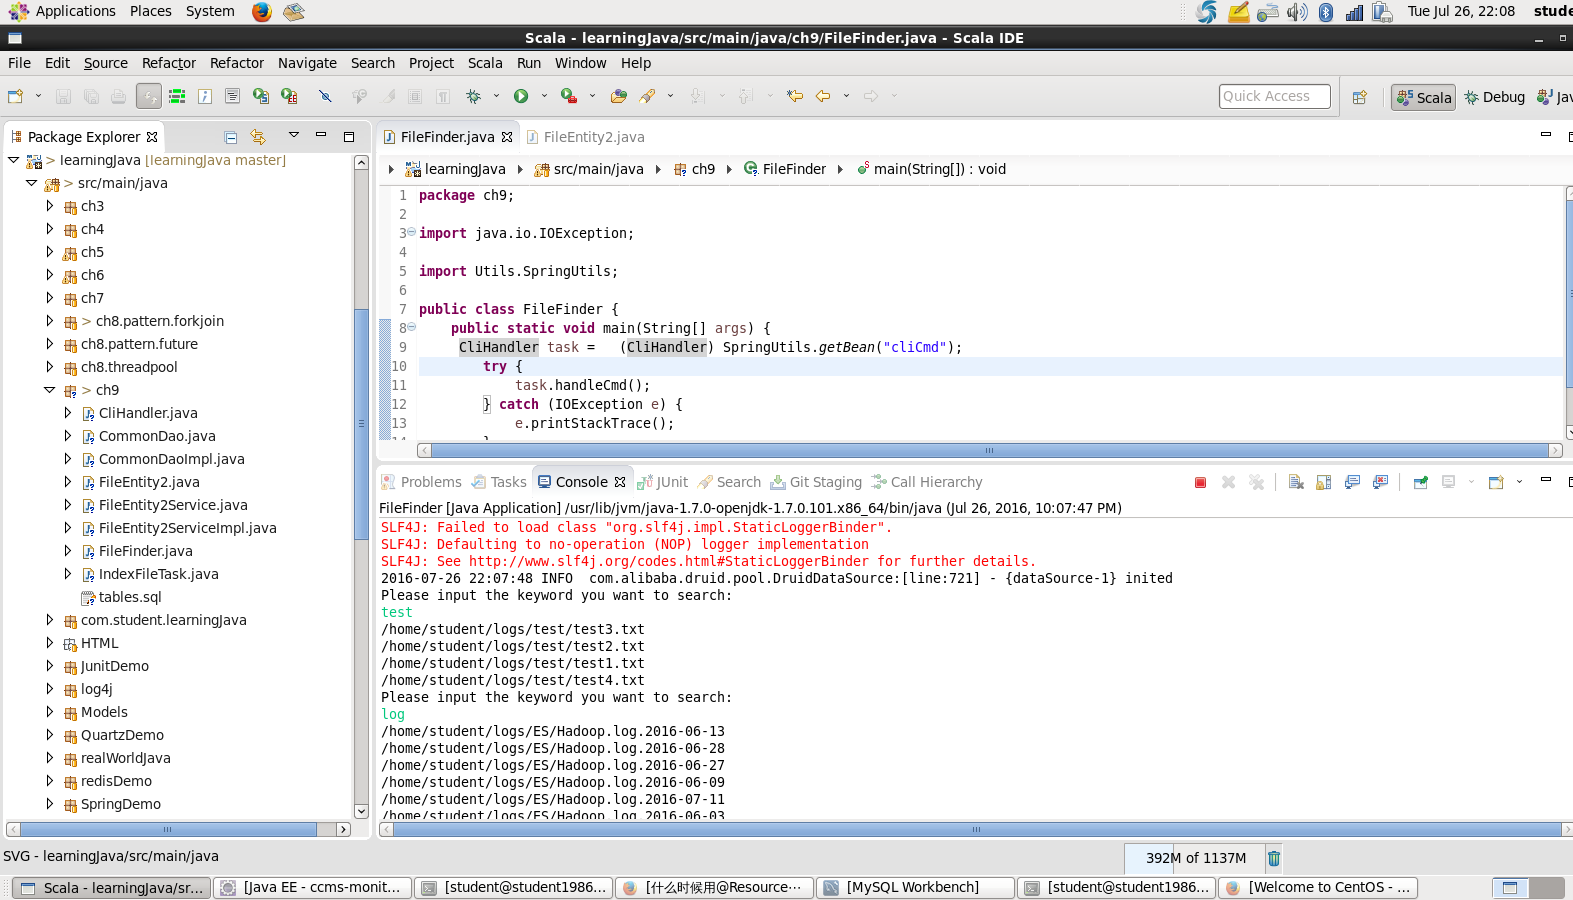 Applications Places System Tue Jul 26, 22:08 stude
Scala - learningJava/src/main/java/ch9/FileFinder.java - Scala IDE
File Edit Source Refactor Refactor Navigate Search Project Scala Run Window Help
Quick Access Scala Debug Jav
Package Explorer
> learningJava [learningJava master]
> src/main/java
ch3
ch4
ch5
ch6
ch7
> ch8.pattern.forkjoin
ch8.pattern.future
ch8.threadpool
> ch9
CliHandler.java
CommonDao.java
CommonDaoImpl.java
FileEntity2.java
FileEntity2Service.java
FileEntity2ServiceImpl.java
FileFinder.java
IndexFileTask.java
tables.sql
com.student.learningJava
HTML
JunitDemo
log4j
Models
QuartzDemo
realWorldJava
redisDemo
SpringDemo
FileFinder.java FileEntity2.java
learningJava src/main/java ch9 FileFinder main(String[]) : void
1 package ch9;
2
3 import java.io.IOException;
4
5 import Utils.SpringUtils;
6
7 public class FileFinder {
8 public static void main(String[] args) {
9 CliHandler task = (CliHandler) SpringUtils.getBean("cliCmd");
10 try {
11 task.handleCmd();
12 } catch (IOException e) {
13 e.printStackTrace();
14 }
Problems Tasks Console JUnit Search Git Staging Call Hierarchy
FileFinder [Java Application] /usr/lib/jvm/java-1.7.0-openjdk-1.7.0.101.x86_64/bin/java (Jul 26, 2016, 10:07:47 PM)
SLF4J: Failed to load class "org.slf4j.impl.StaticLoggerBinder".
SLF4J: Defaulting to no-operation (NOP) logger implementation
SLF4J: See http://www.slf4j.org/codes.html#StaticLoggerBinder for further details.
2016-07-26 22:07:48 INFO com.alibaba.druid.pool.DruidDataSource:[line:721] - {dataSource-1} inited
Please input the keyword you want to search:
test
/home/student/logs/test/test3.txt
/home/student/logs/test/test2.txt
/home/student/logs/test/test1.txt
/home/student/logs/test/test4.txt
Please input the keyword you want to search:
log
/home/student/logs/ES/Hadoop.log.2016-06-13
/home/student/logs/ES/Hadoop.log.2016-06-28
/home/student/logs/ES/Hadoop.log.2016-06-27
/home/student/logs/ES/Hadoop.log.2016-06-09
/home/student/logs/ES/Hadoop.log.2016-07-11
/home/student/logs/ES/Hadoop.log.2016-06-03
SVG - learningJava/src/main/java 392M of 1137M
Scala - learningJava/sr... [Java EE - ccms-monit... [student@student1986... [什么时候用@Resource... [MySQL Workbench] [student@student1986... [Welcome to CentOS - ...